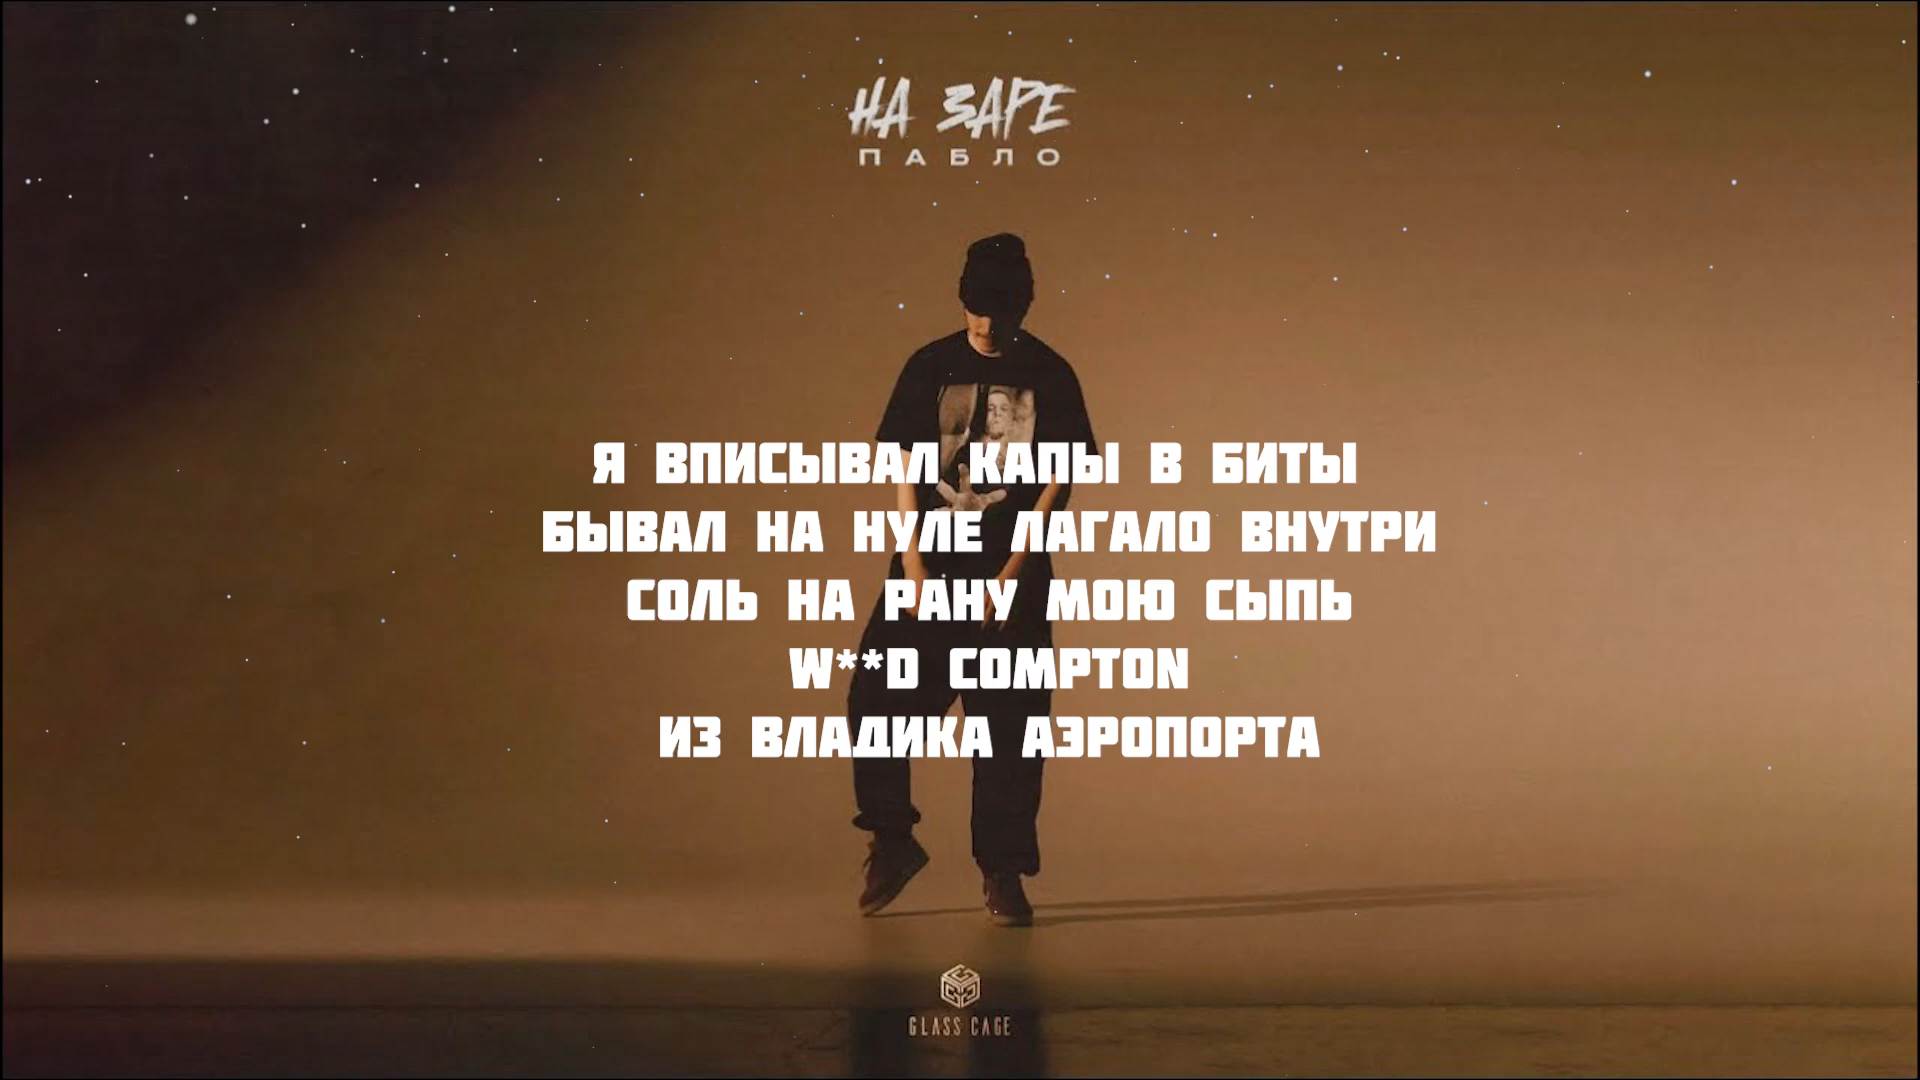 НА ЗАРЕ
ПАБЛО
Я ВПИСЫВАЛ КАПЫ В БИТЫ
БЫВАЛ НА НУЛЕ ЛАГАЛО ВНУТРИ
СОЛЬ НА РАНУ МОЮ СЫПЬ
W**D COMPTON
ИЗ ВЛАДИКА АЭРОПОРТА
GLASS CAGE